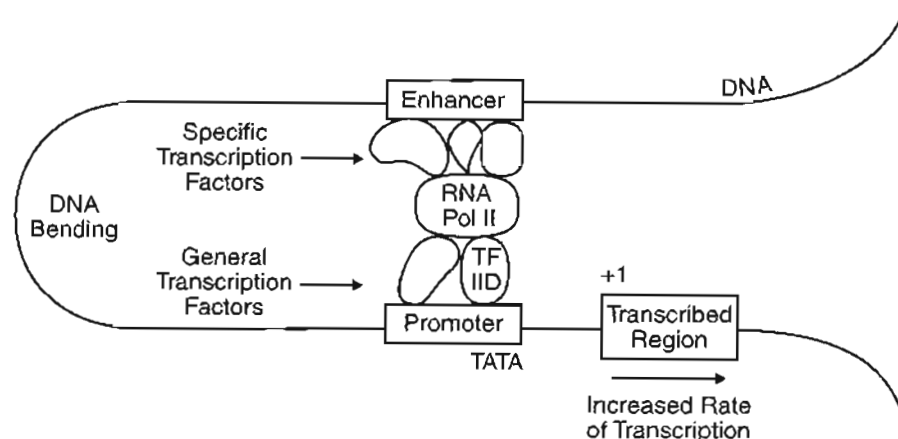 DNA
Enhancer
Specific
Transcription
Factors
RNA
Pol II
DNA
Bending
General
Transcription
Factors
TF
IID
+1
Promoter
Transcribed
Region
TATA
Increased Rate
of Transcription